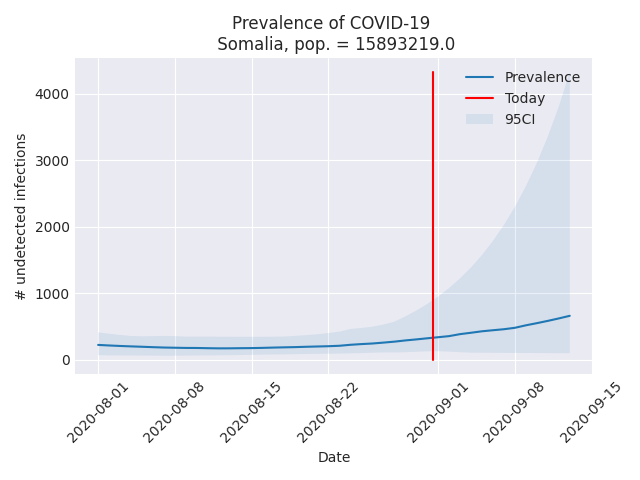 Prevalence of COVID-19
Somalia, pop. = 15893219.0
Prevalence
Today
95CI
# undetected infections
4000
3000
2000
1000
0
2020-08-01
2020-08-08
2020-08-15
2020-08-22
2020-09-01
2020-09-08
2020-09-15
Date